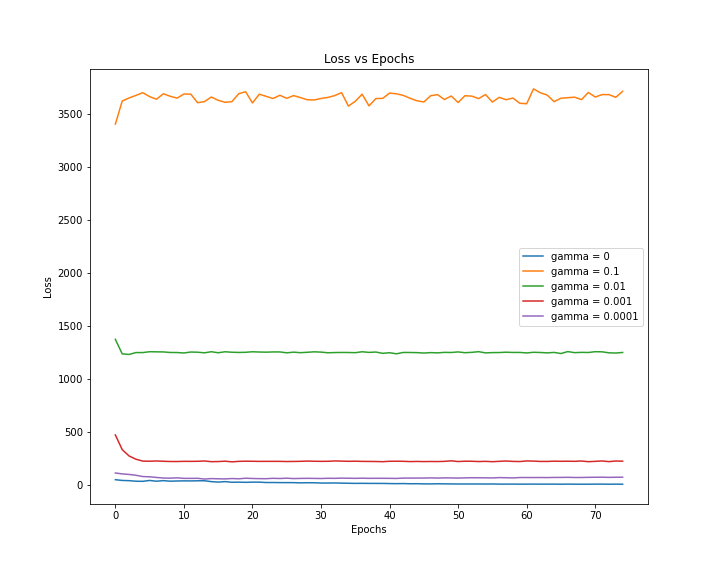 Loss vs Epochs
3500
3000
2500
2000
1500
1000
500
0
Loss
0 10 20 30 40 50 60 70
Epochs
gamma = 0
gamma = 0.1
gamma = 0.01
gamma = 0.001
gamma = 0.0001